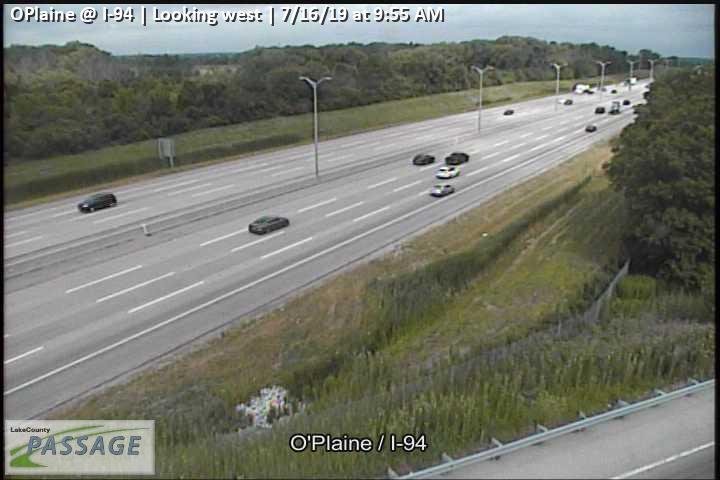 OPlaine @ I-94 | Looking west | 7/16/19 at 9:55 AM
O'Plaine / I-94
LakeCounty
PASSAGE